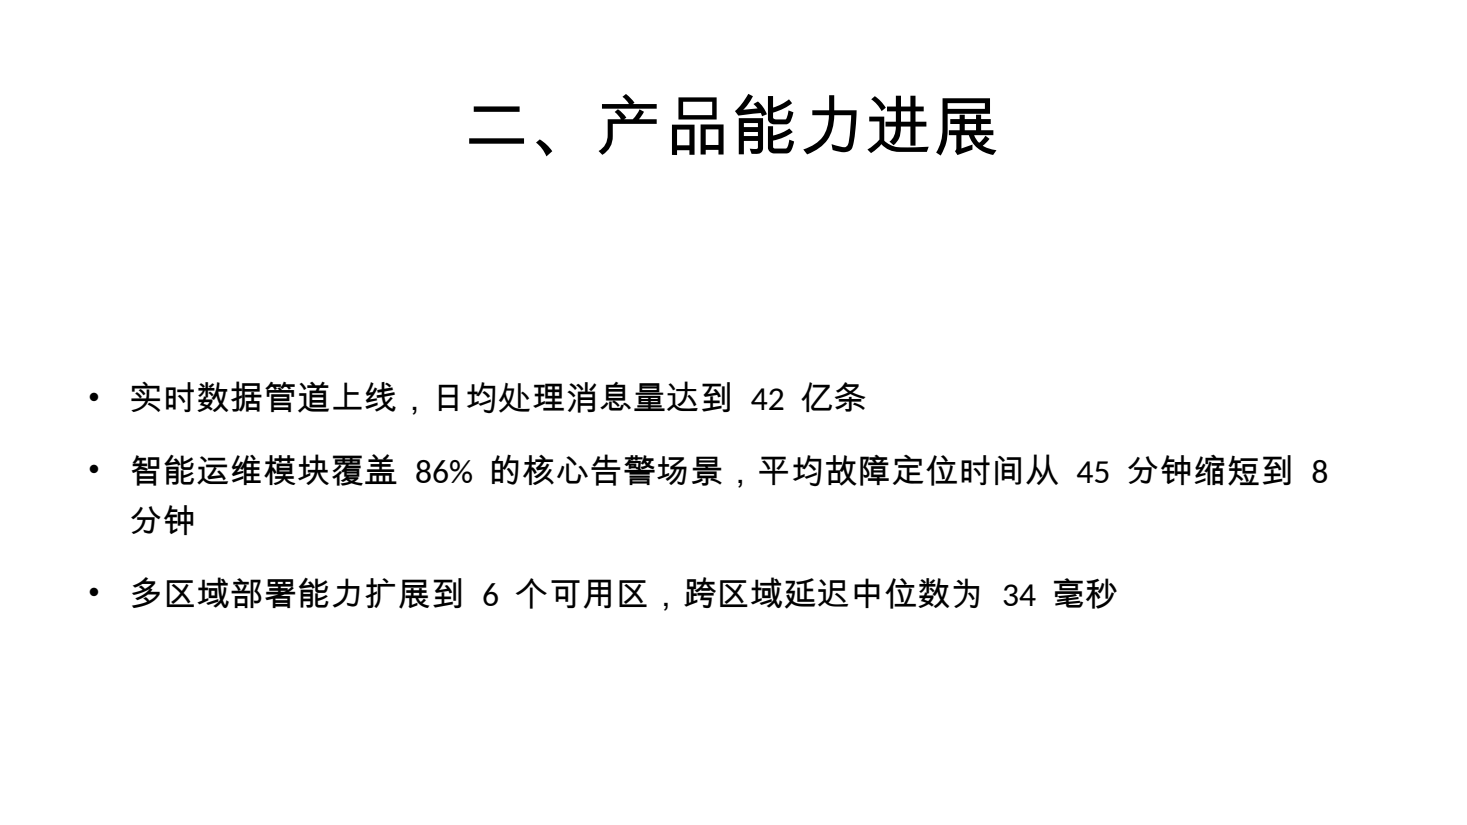 二、产品能力进展
• 实时数据管道上线，日均处理消息量达到 42 亿条
• 智能运维模块覆盖 86% 的核心告警场景，平均故障定位时间从 45 分钟缩短到 8
分钟
• 多区域部署能力扩展到 6 个可用区，跨区域延迟中位数为 34 毫秒